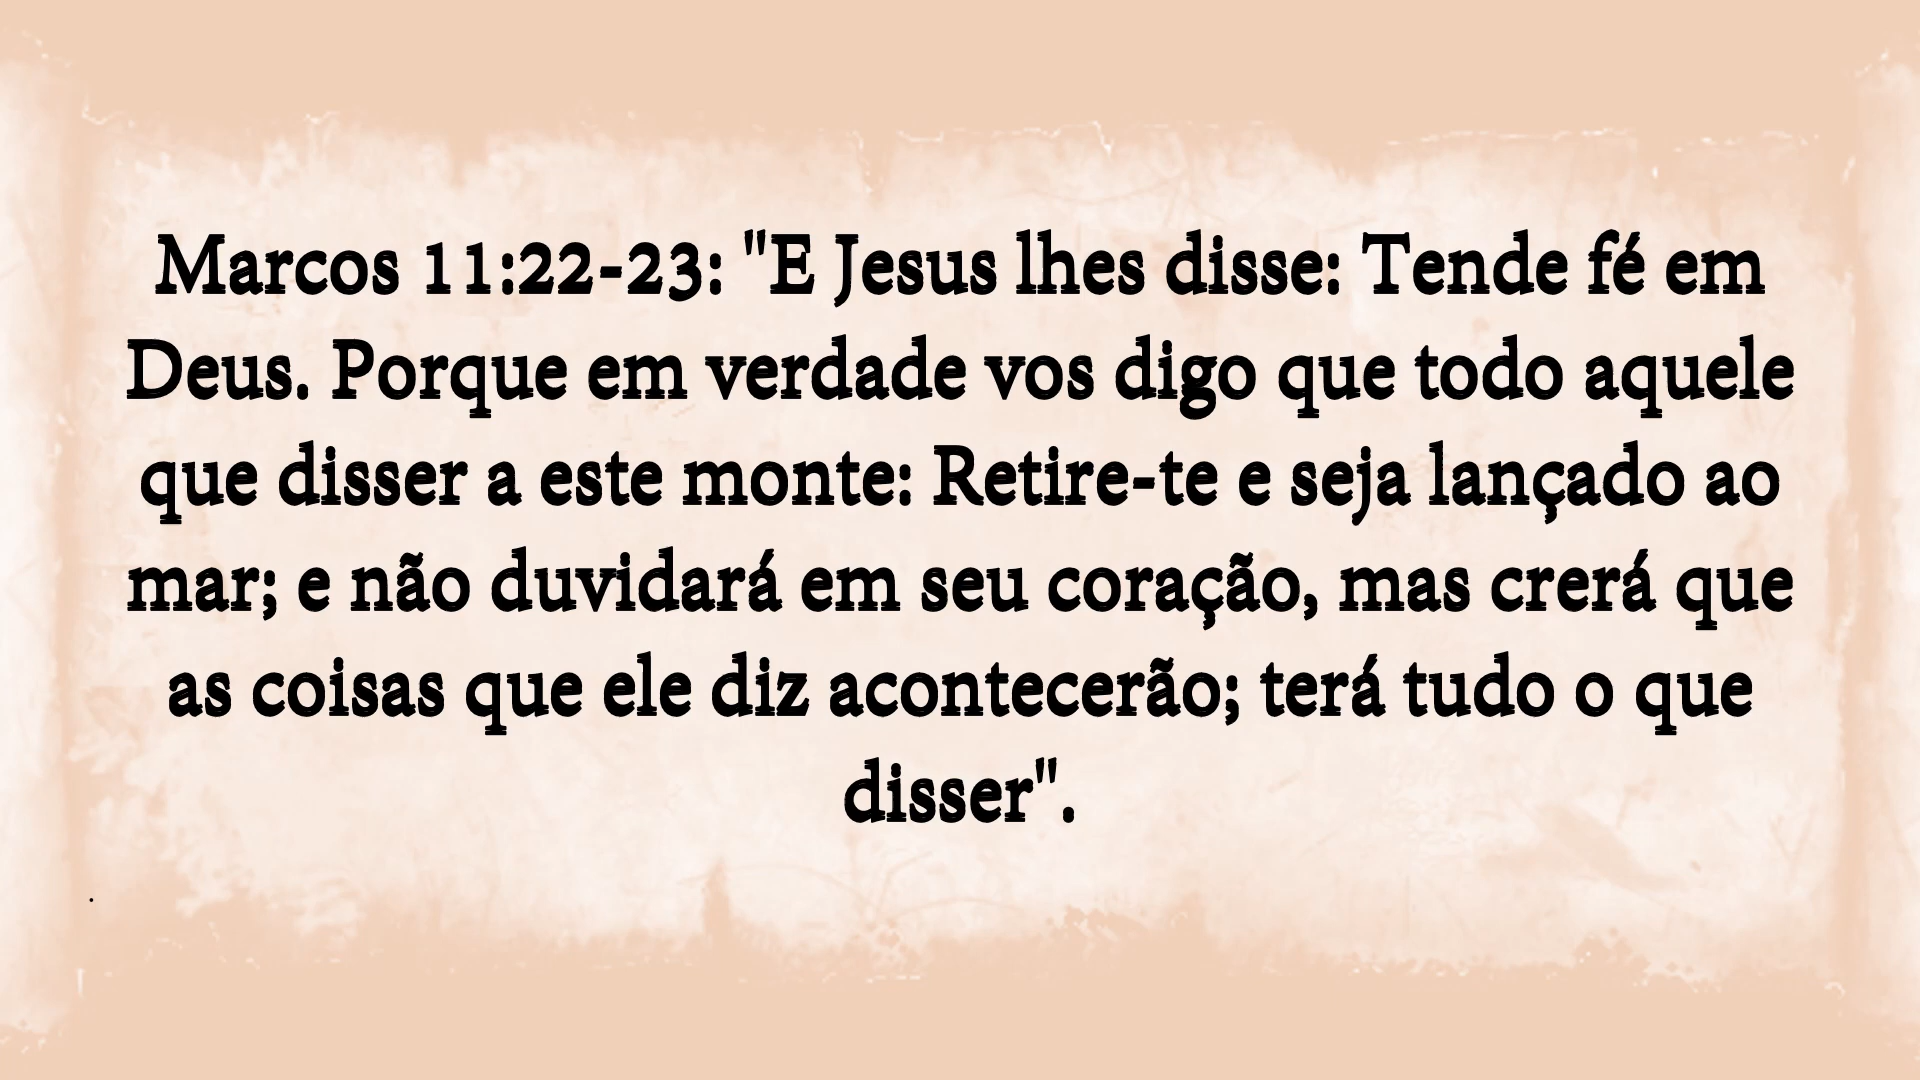 Marcos 11:22-23: "E Jesus lhes disse: Tende fé em
Deus. Porque em verdade vos digo que todo aquele
que disser a este monte: Retire-te e seja lançado ao
mar; e não duvidará em seu coração, mas crerá que
as coisas que ele diz acontecerão; terá tudo o que
disser".
.